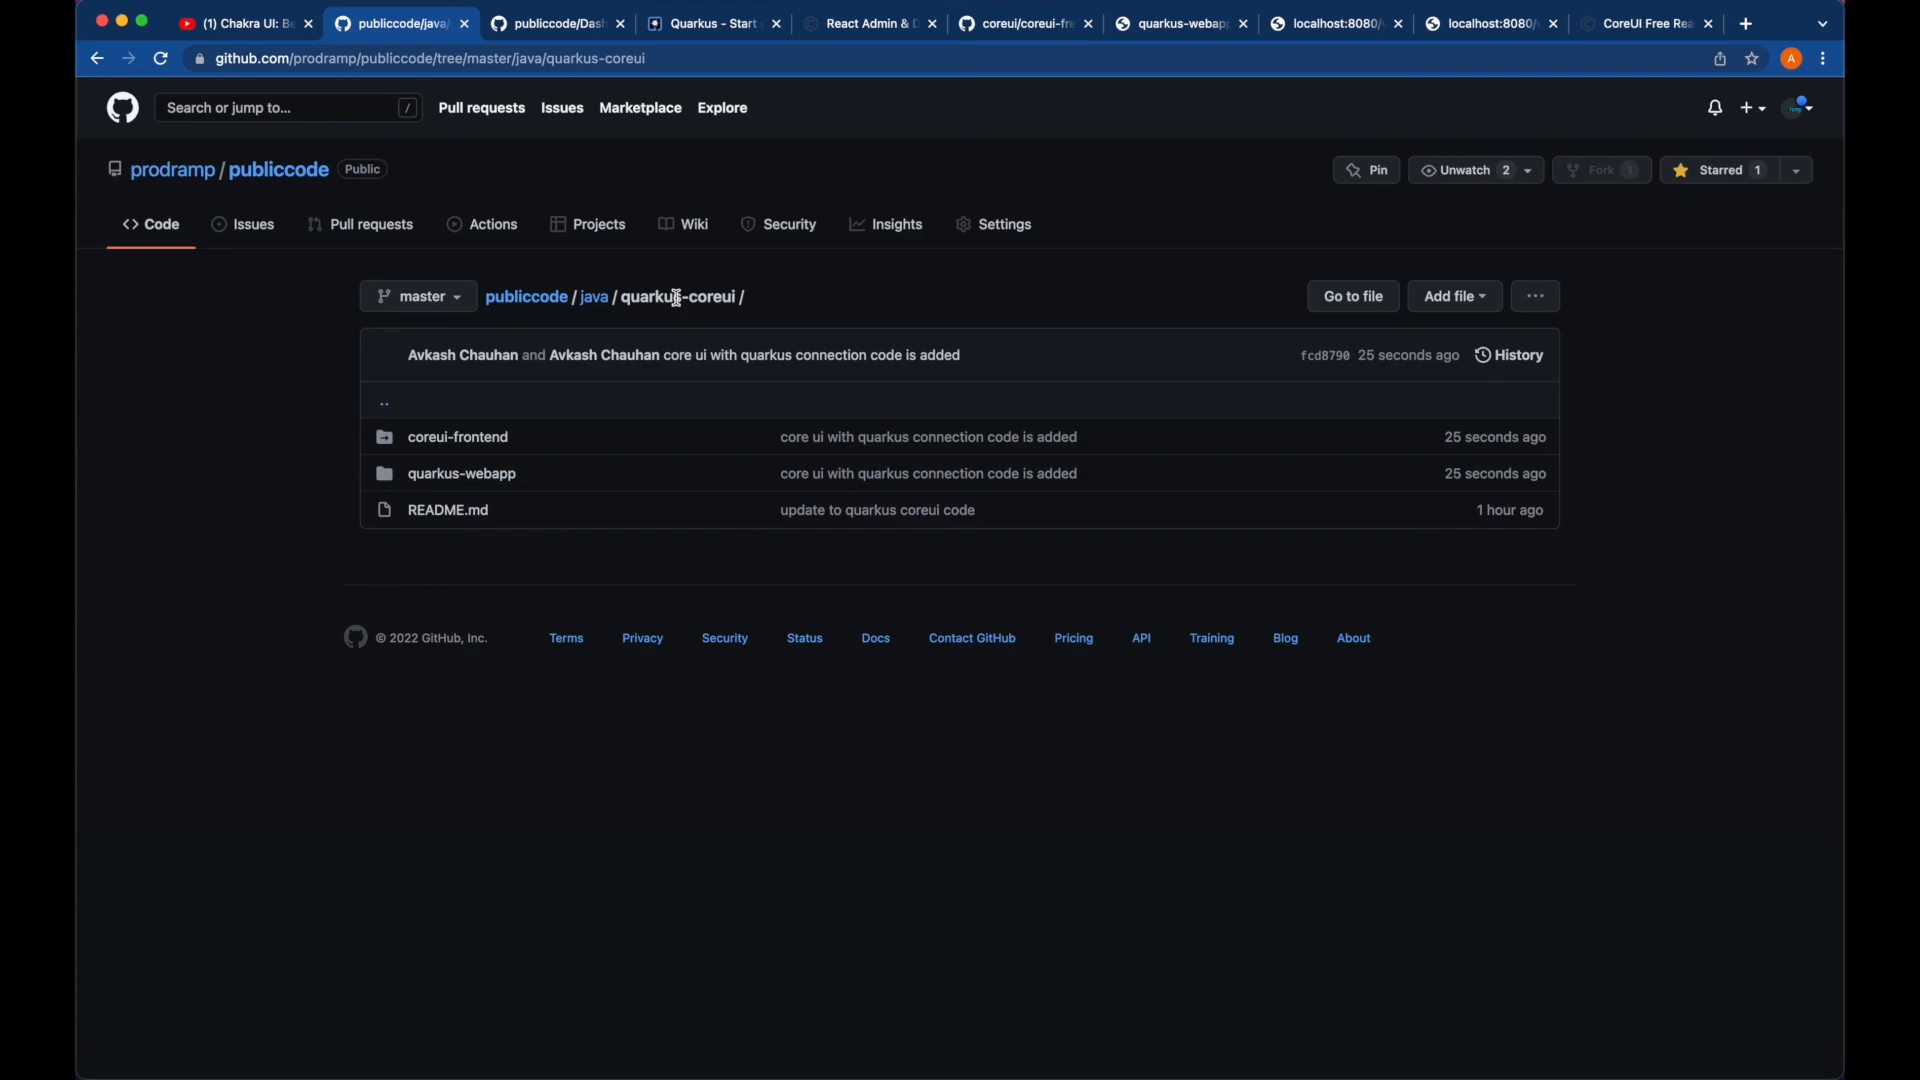 (1) Chakra UI: Be
publiccode/java/
publiccode/Dash
Quarkus - Start
React Admin & D
coreui/coreui-fre
quarkus-webapp
localhost:8080/
localhost:8080/
CoreUI Free Rea
github.com/prodramp/publiccode/tree/master/java/quarkus-coreui
A
Search or jump to...
/
Pull requests
Issues
Marketplace
Explore
prodramp / publiccode
Public
Pin
Unwatch 2
Fork 1
Starred 1
Code
Issues
Pull requests
Actions
Projects
Wiki
Security
Insights
Settings
master
publiccode / java / quarkus-coreui /
Go to file
Add file
Avkash Chauhan and Avkash Chauhan core ui with quarkus connection code is added
fcd8790 25 seconds ago
History
..
coreui-frontend core ui with quarkus connection code is added 25 seconds ago
quarkus-webapp core ui with quarkus connection code is added 25 seconds ago
README.md update to quarkus coreui code 1 hour ago
© 2022 GitHub, Inc.
Terms
Privacy
Security
Status
Docs
Contact GitHub
Pricing
API
Training
Blog
About